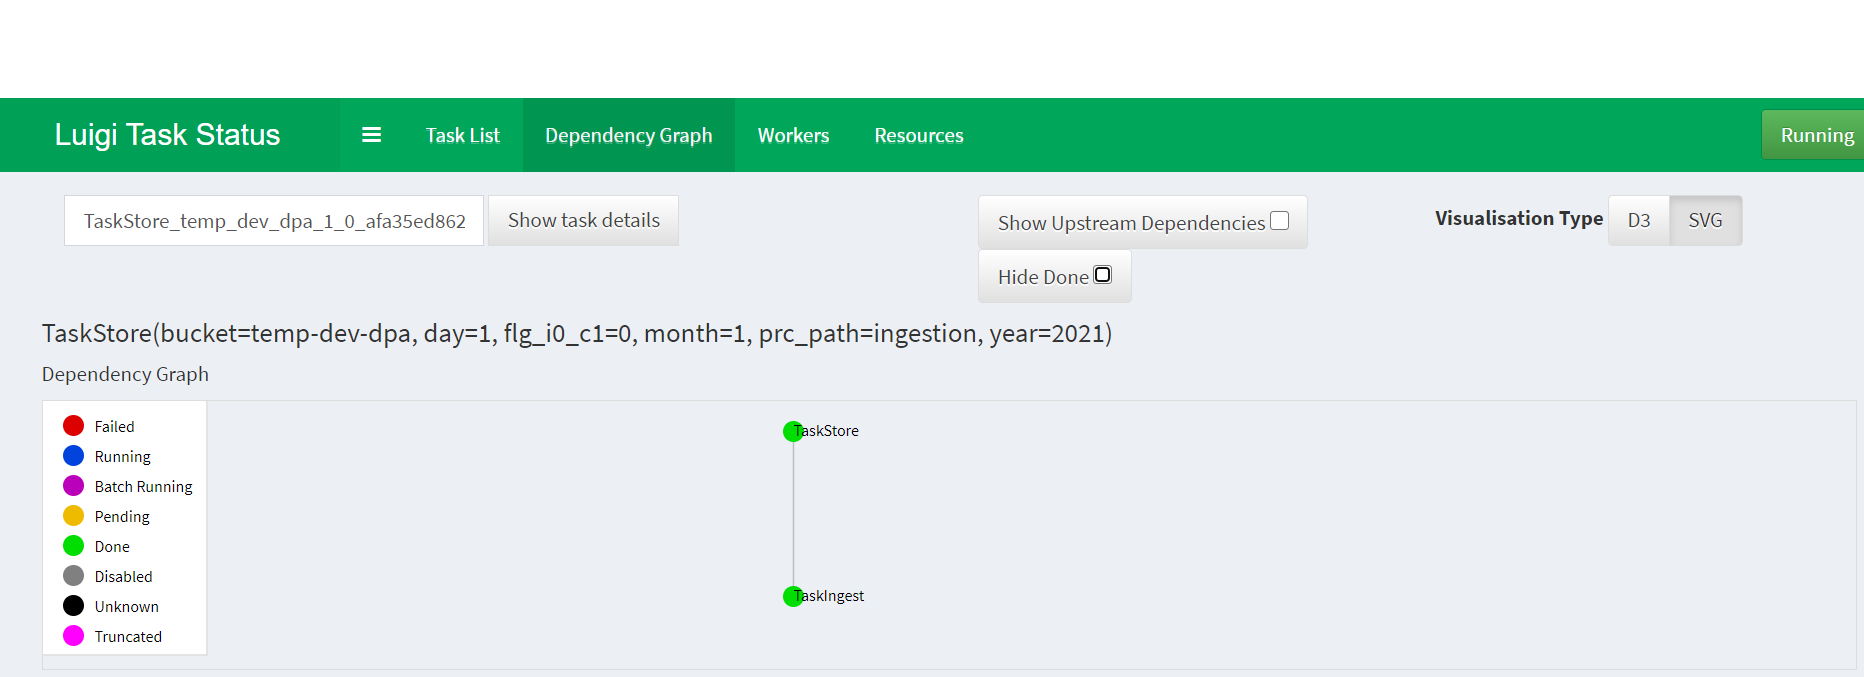 Luigi Task Status
Task List
Dependency Graph
Workers
Resources
Running
TaskStore_temp_dev_dpa_1_0_afa35ed862
Show task details
Show Upstream Dependencies
Hide Done
Visualisation Type
D3
SVG
TaskStore(bucket=temp-dev-dpa, day=1, flg_i0_c1=0, month=1, prc_path=ingestion, year=2021)
Dependency Graph
Failed
Running
Batch Running
Pending
Done
Disabled
Unknown
Truncated
TaskStore
TaskIngest